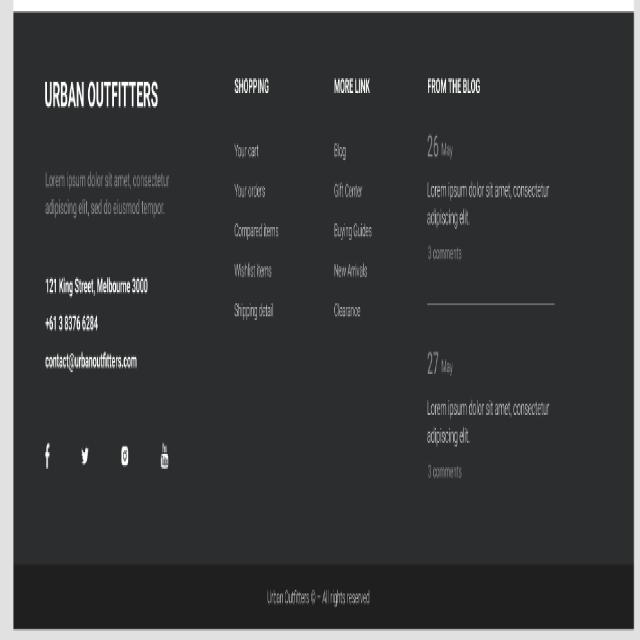 URBAN OUTFITTERS
Lorem ipsum dolor sit amet, consectetur
adipiscing elit, sed do eiusmod tempor.
121 King Street, Melbourne 3000
+61 3 8376 6284
contact@urbanoutfitters.com
SHOPPING
Your cart
Your orders
Compared items
Wishlist items
Shipping detail
MORE LINK
Blog
Gift Center
Buying Guides
New Arrivals
Clearance
FROM THE BLOG
26 May
Lorem ipsum dolor sit amet, consectetur
adipiscing elit.
3 comments
27 May
Lorem ipsum dolor sit amet, consectetur
adipiscing elit.
3 comments
Urban Outfitters © – All rights reserved